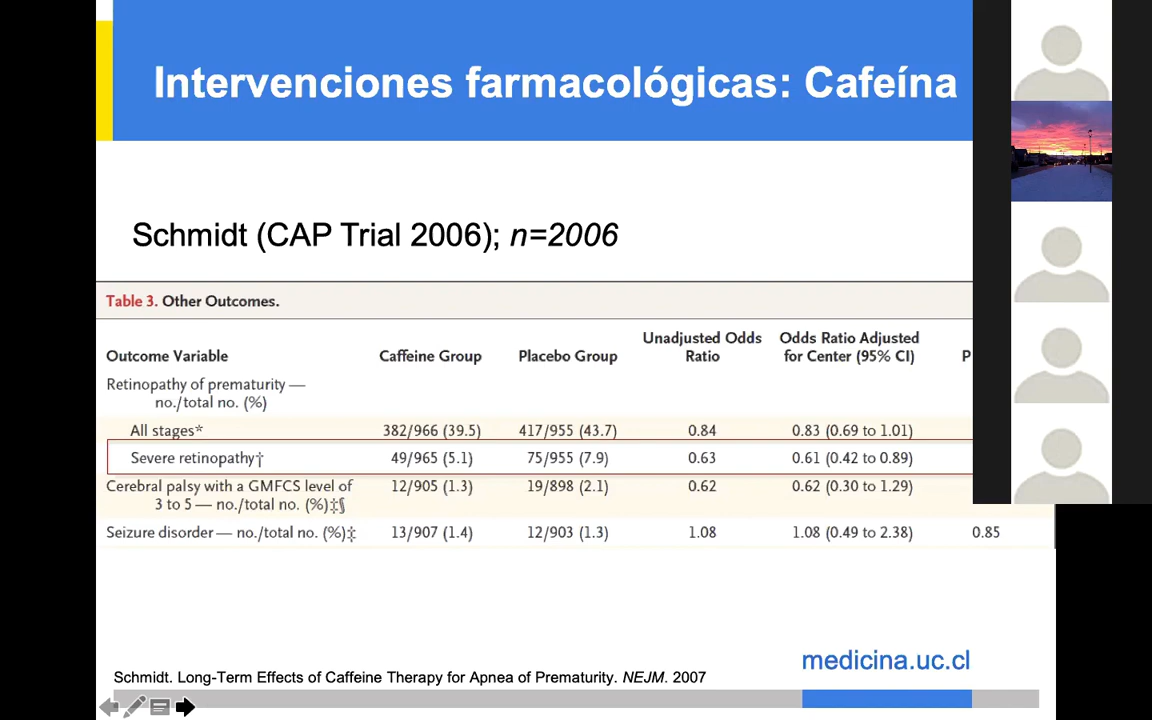 Intervenciones farmacológicas: Cafeína
Schmidt (CAP Trial 2006); n=2006
Table 3. Other Outcomes.
Outcome Variable Caffeine Group Placebo Group Unadjusted Odds Ratio Odds Ratio Adjusted for Center (95% CI) P
Retinopathy of prematurity —
no./total no. (%)
All stages* 382/966 (39.5) 417/955 (43.7) 0.84 0.83 (0.69 to 1.01)
Severe retinopathy† 49/965 (5.1) 75/955 (7.9) 0.63 0.61 (0.42 to 0.89)
Cerebral palsy with a GMFCS level of 12/905 (1.3) 19/898 (2.1) 0.62 0.62 (0.30 to 1.29)
3 to 5 — no./total no. (%)‡§
Seizure disorder — no./total no. (%)‡ 13/907 (1.4) 12/903 (1.3) 1.08 1.08 (0.49 to 2.38) 0.85
medicina.uc.cl
Schmidt. Long-Term Effects of Caffeine Therapy for Apnea of Prematurity. NEJM. 2007